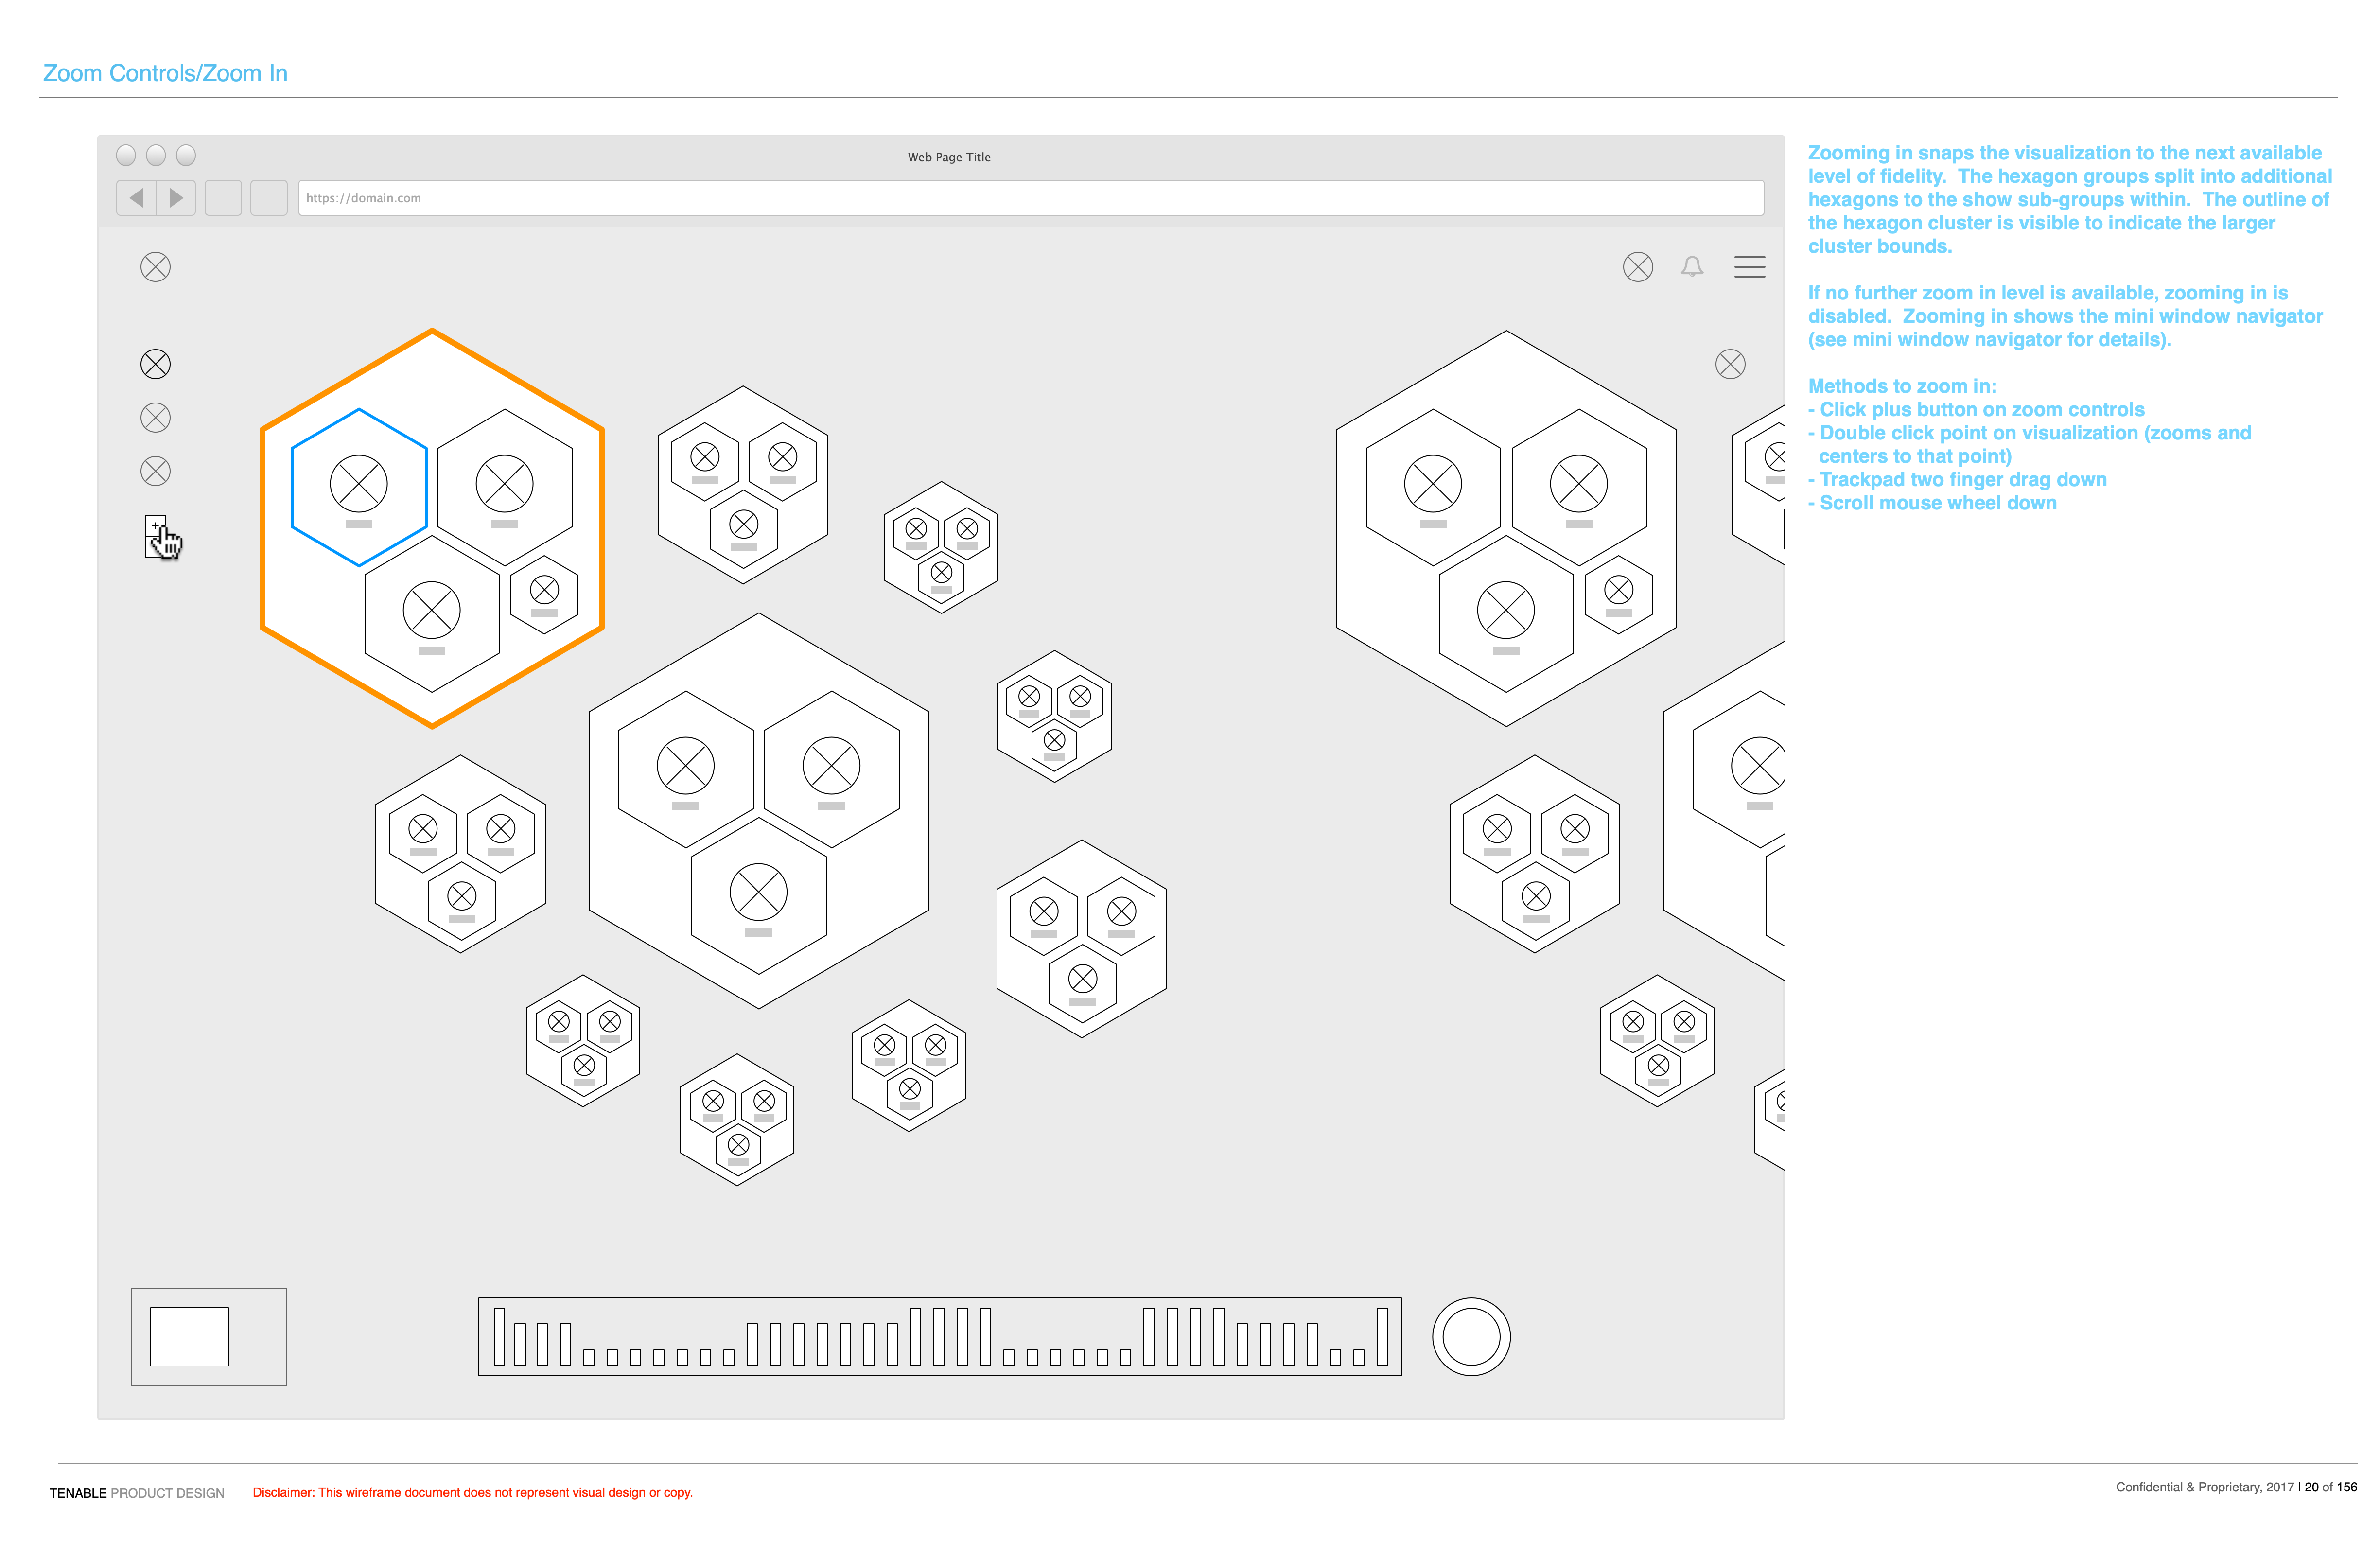 Zoom Controls/Zoom In
Web Page Title
https://domain.com
Zooming in snaps the visualization to the next available
level of fidelity.  The hexagon groups split into additional
hexagons to the show sub-groups within.  The outline of
the hexagon cluster is visible to indicate the larger
cluster bounds.
If no further zoom in level is available, zooming in is
disabled.  Zooming in shows the mini window navigator
(see mini window navigator for details).
Methods to zoom in:
- Click plus button on zoom controls
- Double click point on visualization (zooms and
centers to that point)
- Trackpad two finger drag down
- Scroll mouse wheel down
+
TENABLE PRODUCT DESIGN
Disclaimer: This wireframe document does not represent visual design or copy.
Confidential & Proprietary, 2017 | 20 of 156